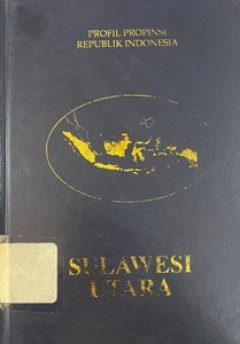 PROFIL PROPINSI
REPUBLIK INDONESIA
SULAWESI
UTARA